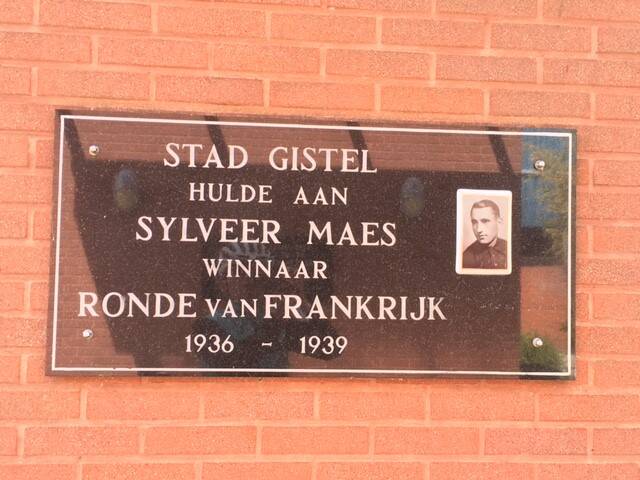 STAD GISTEL
HULDE AAN
SYLVEER MAES
WINNAAR
RONDE VAN FRANKRIJK
1936 - 1939